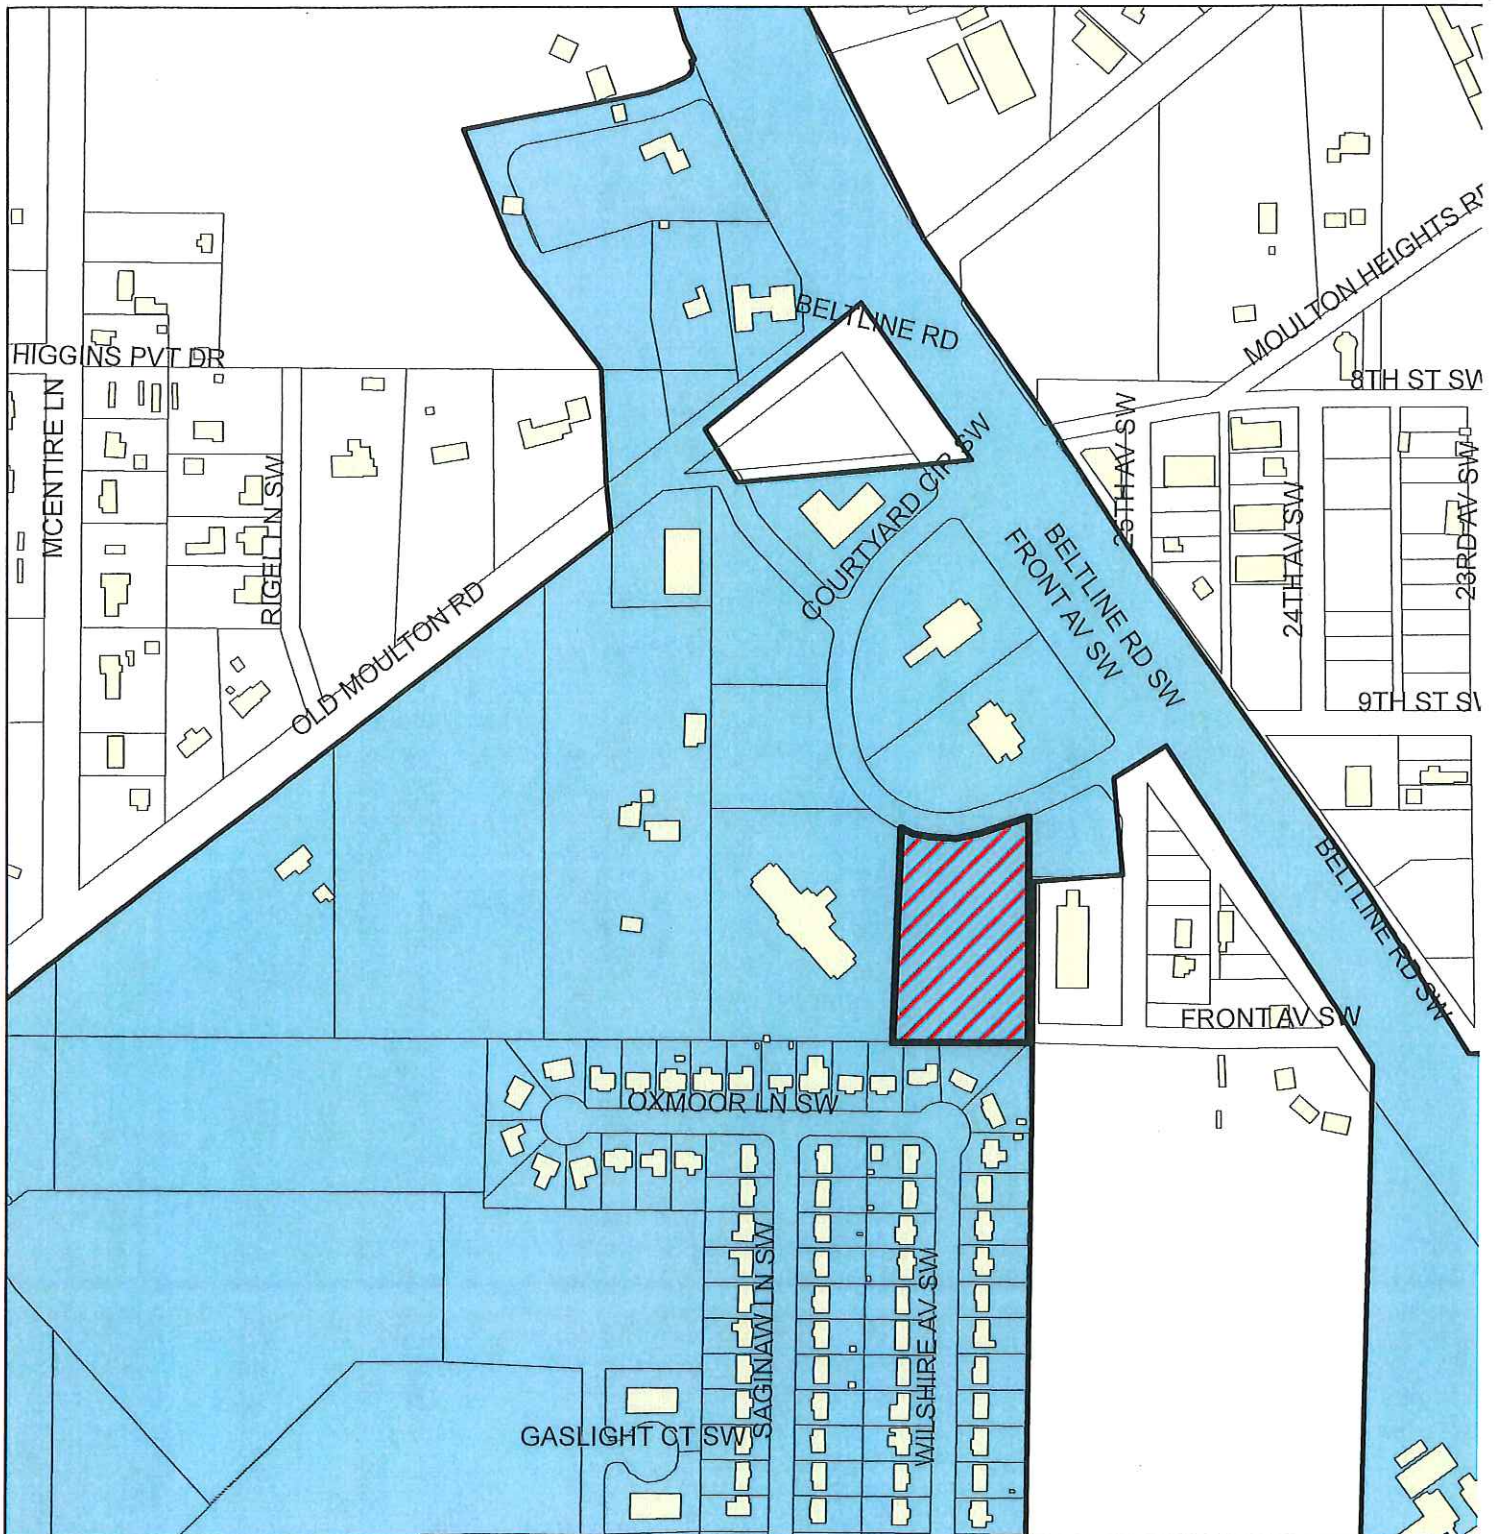 BELTLINE RD
MOULTON HEIGHTS RD
HIGGINS PVT DR
8TH ST SW
MCENTIRE LN
RIGEL LN SW
COURTYARD CIR SW
25TH AV SW
24TH AV SW
23RD AV SW
OLD MOULTON RD
BELTLINE RD SW
FRONT AV SW
9TH ST SW
BELTLINE RD SW
FRONT AV SW
OXMOOR LN SW
SAGINAW LN SW
WILSHIRE AV SW
GASLIGHT CT SW